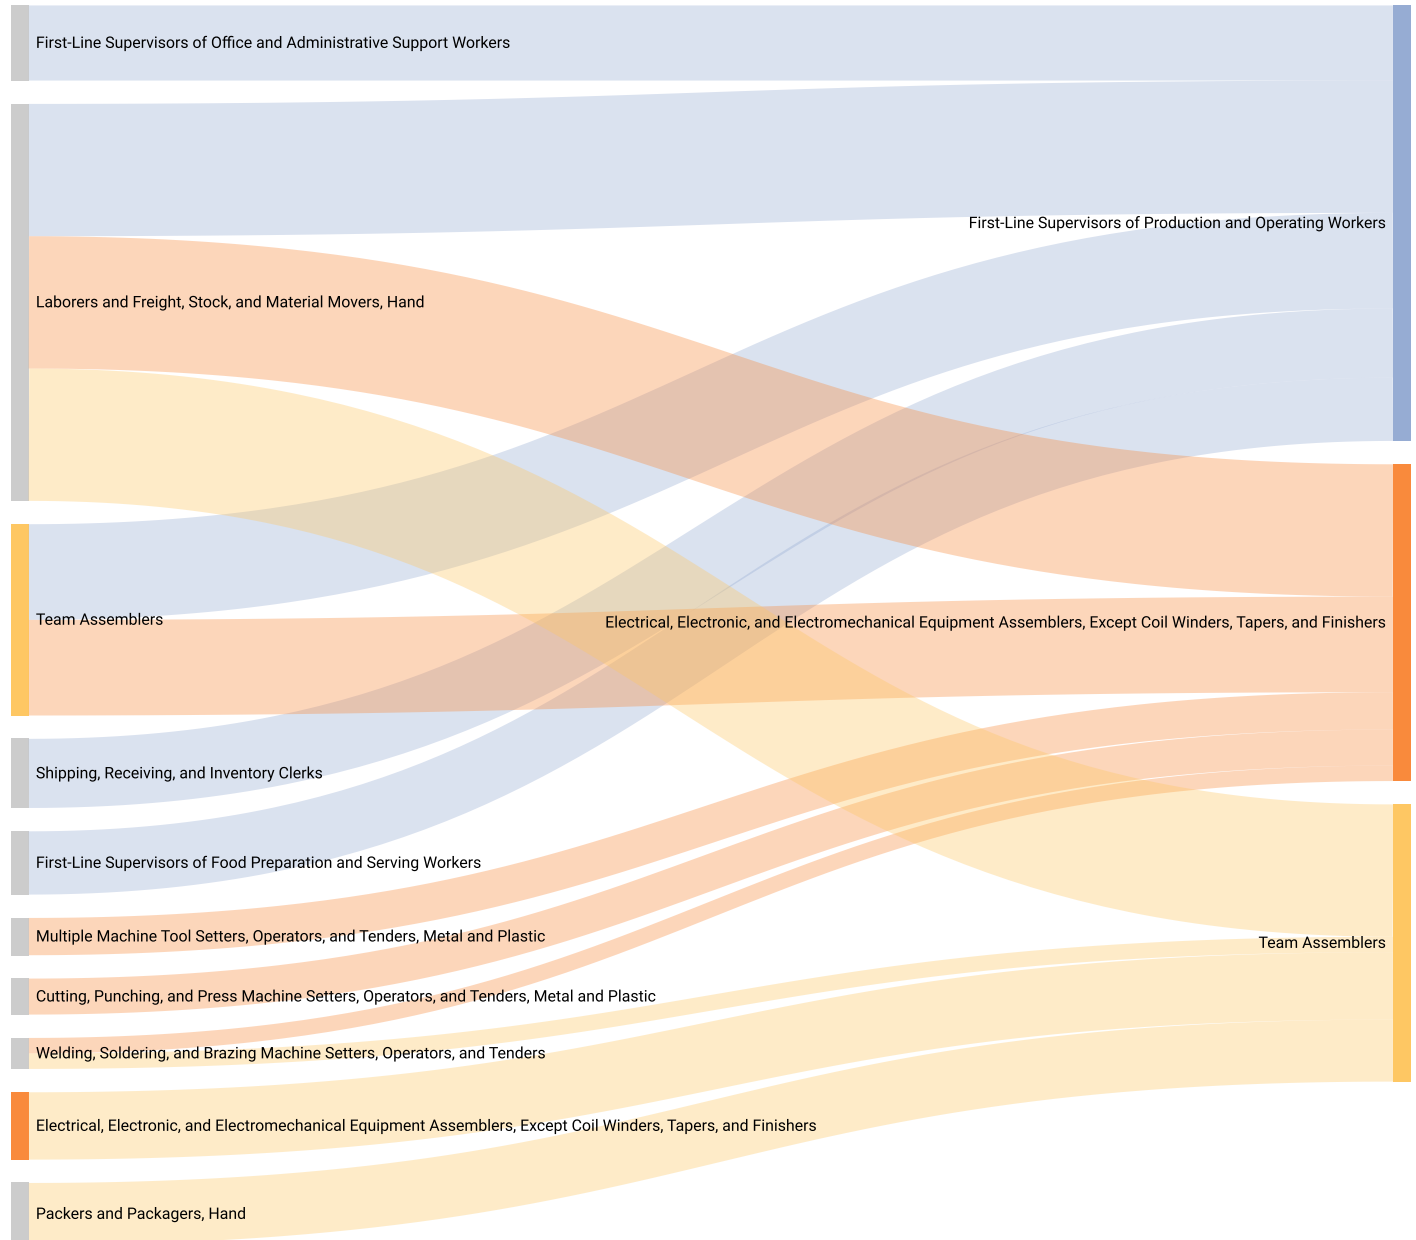 First-Line Supervisors of Office and Administrative Support Workers
First-Line Supervisors of Production and Operating Workers
Laborers and Freight, Stock, and Material Movers, Hand
Team Assemblers
Electrical, Electronic, and Electromechanical Equipment Assemblers, Except Coil Winders, Tapers, and Finishers
Shipping, Receiving, and Inventory Clerks
First-Line Supervisors of Food Preparation and Serving Workers
Multiple Machine Tool Setters, Operators, and Tenders, Metal and Plastic
Team Assemblers
Cutting, Punching, and Press Machine Setters, Operators, and Tenders, Metal and Plastic
Welding, Soldering, and Brazing Machine Setters, Operators, and Tenders
Electrical, Electronic, and Electromechanical Equipment Assemblers, Except Coil Winders, Tapers, and Finishers
Packers and Packagers, Hand